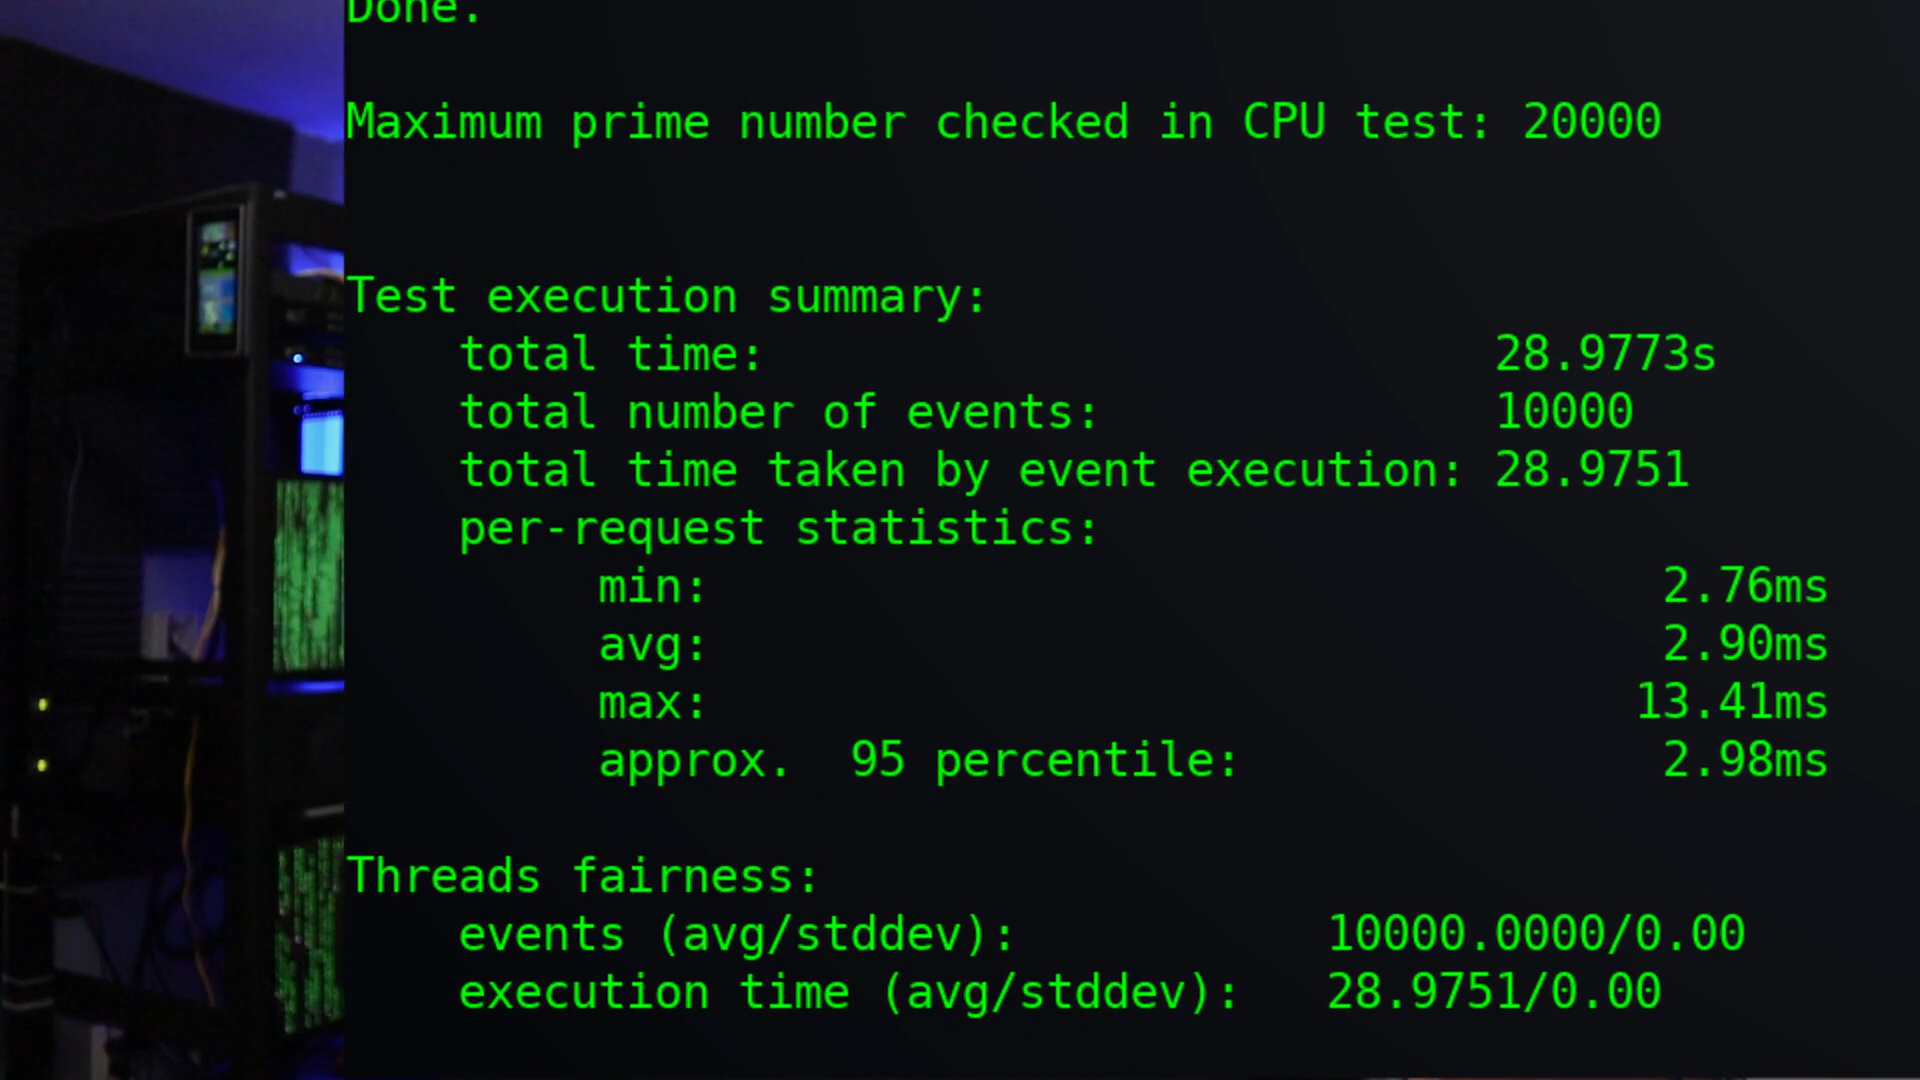 Done.
Maximum prime number checked in CPU test: 20000
Test execution summary:
total time: 28.9773s
total number of events: 10000
total time taken by event execution: 28.9751
per-request statistics:
min: 2.76ms
avg: 2.90ms
max: 13.41ms
approx. 95 percentile: 2.98ms
Threads fairness:
events (avg/stddev): 10000.0000/0.00
execution time (avg/stddev): 28.9751/0.00